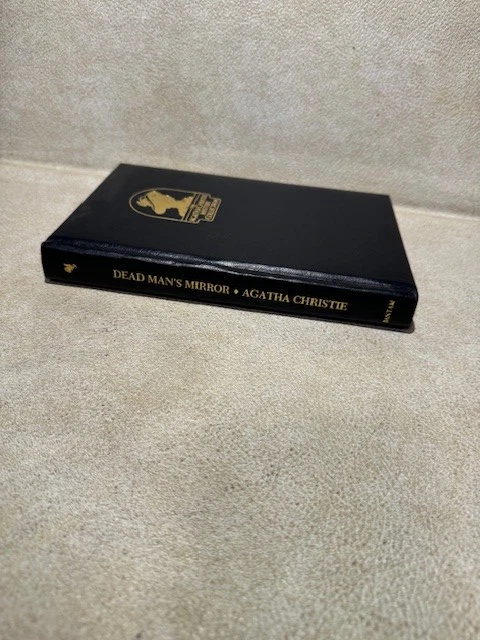 DEAD MAN'S MIRROR • AGATHA CHRISTIE
BANTAM